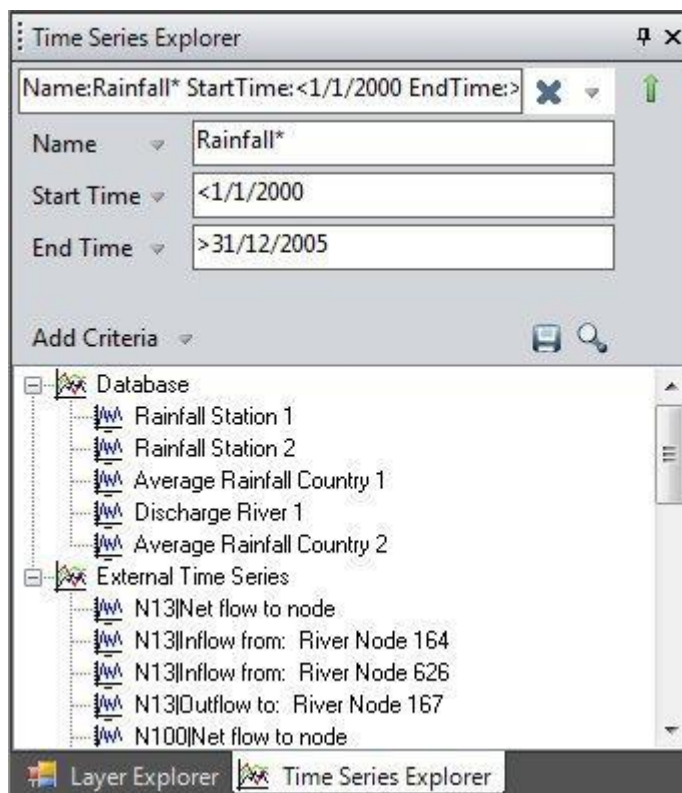 Time Series Explorer
Name:Rainfall* StartTime:<1/1/2000 EndTime:>
Name Rainfall*
Start Time <1/1/2000
End Time >31/12/2005
Add Criteria
Database
Rainfall Station 1
Rainfall Station 2
Average Rainfall Country 1
Discharge River 1
Average Rainfall Country 2
External Time Series
N13|Net flow to node
N13|Inflow from: River Node 164
N13|Inflow from: River Node 626
N13|Outflow to: River Node 167
N100|Net flow to node
Layer Explorer Time Series Explorer